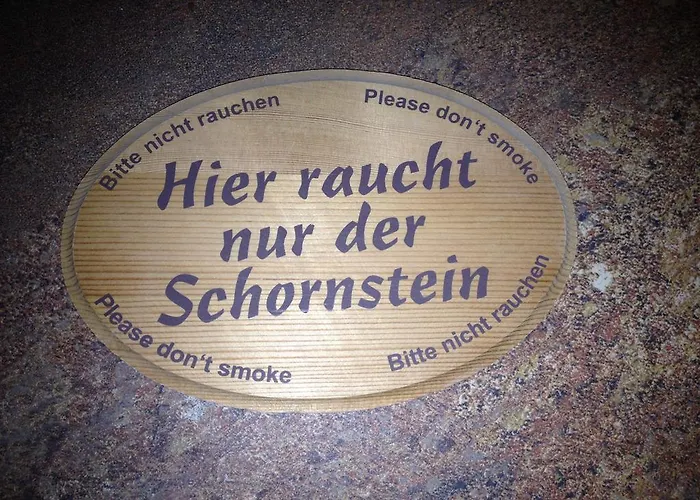 Bitte nicht rauchen
Please don't smoke
Hier raucht
nur der
Schornstein
Please don't smoke
Bitte nicht rauchen